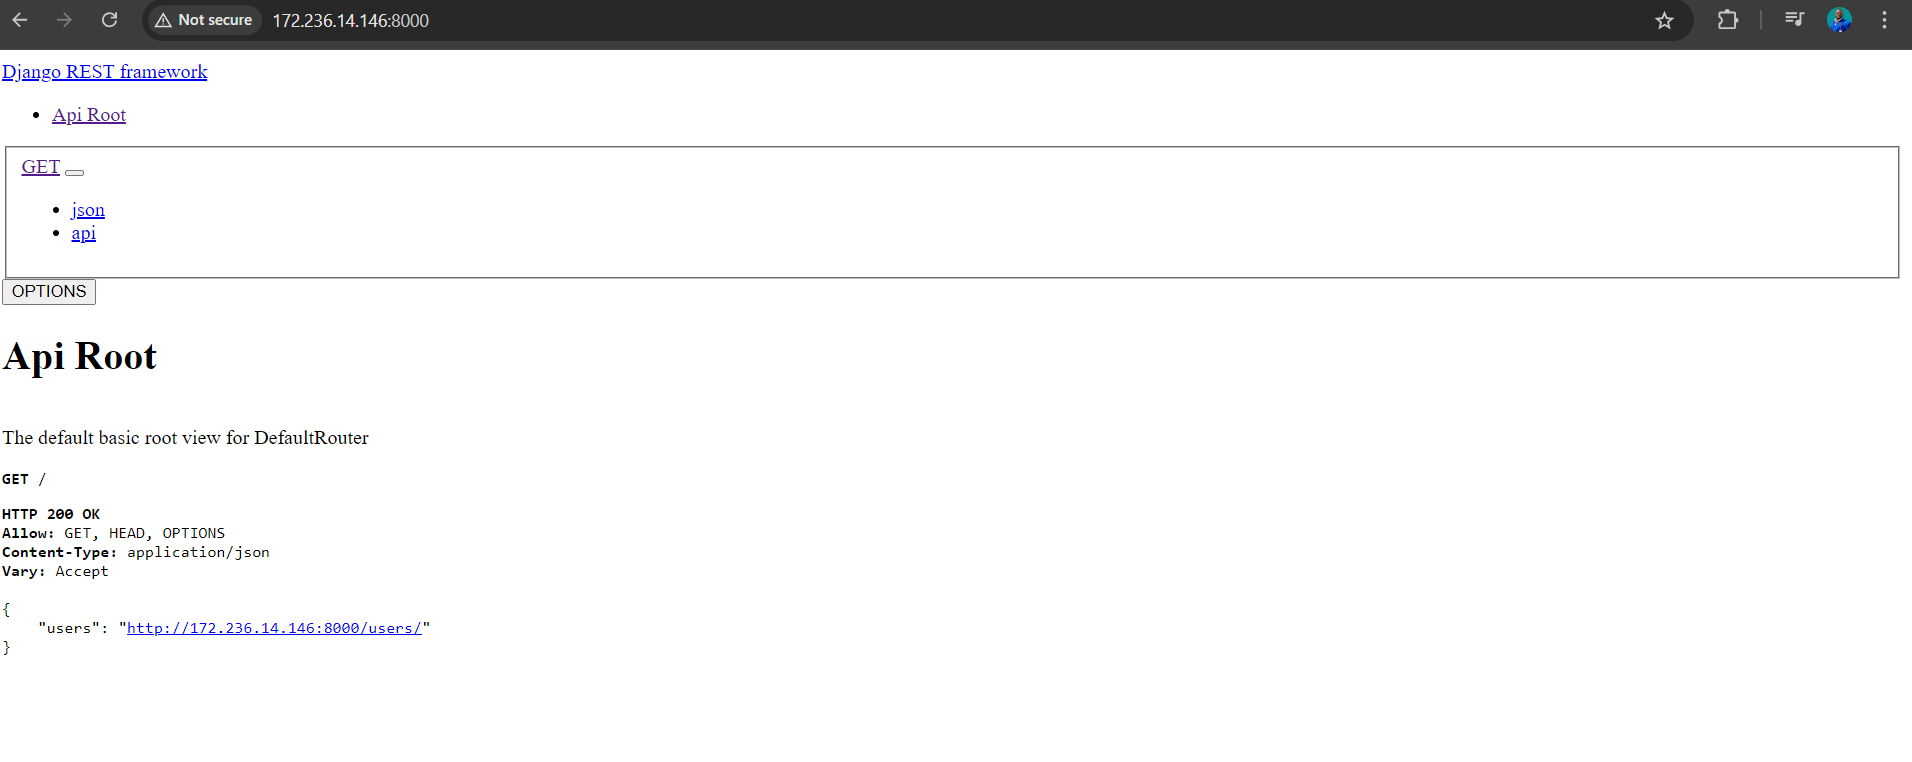 Not secure 172.236.14.146:8000
Django REST framework
Api Root
GET
json
api
OPTIONS
Api Root
The default basic root view for DefaultRouter
GET /
HTTP 200 OK
Allow: GET, HEAD, OPTIONS
Content-Type: application/json
Vary: Accept
{
    "users": "http://172.236.14.146:8000/users/"
}